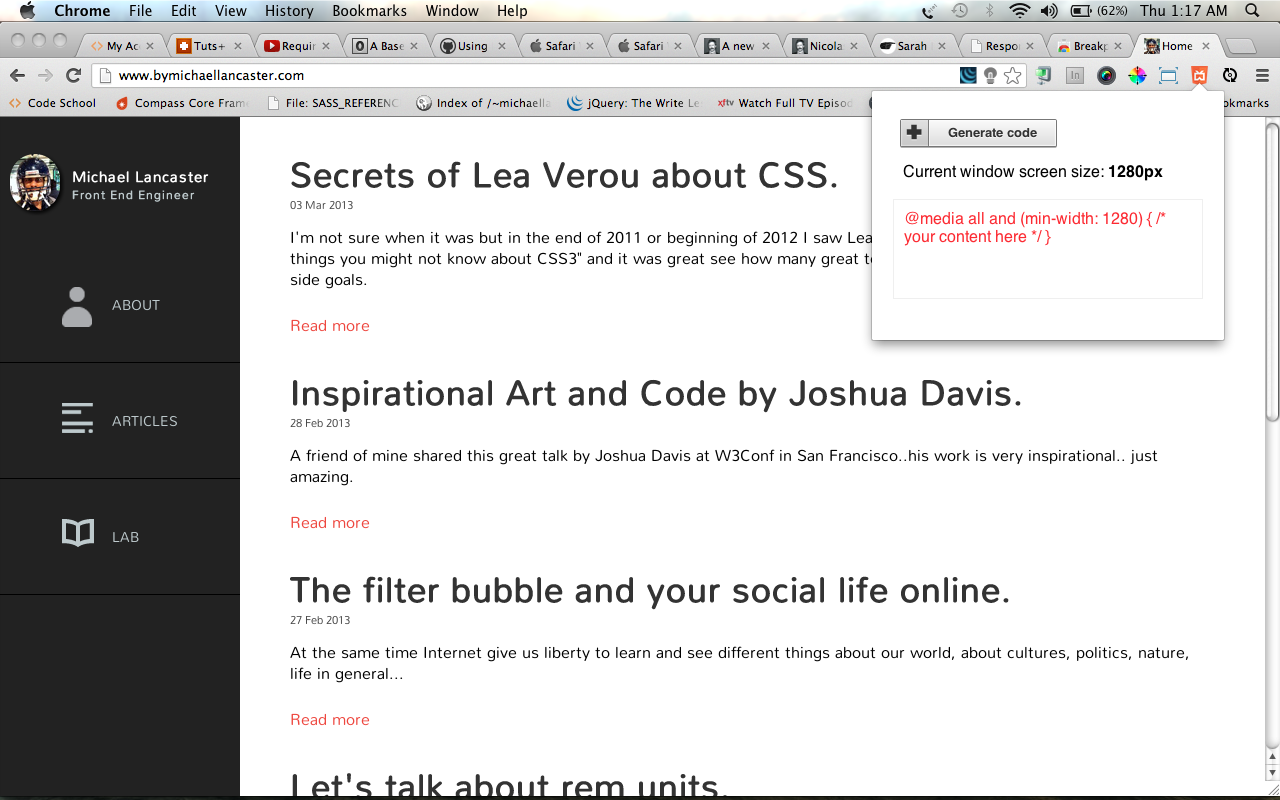 Chrome File Edit View History Bookmarks Window Help (62%) Thu 1:17 AM
My Ac Tuts+ Requir A Base Using Safari Safari A new Nicola Sarah Respo Breakp Home
www.bymichaellancaster.com
Code School Compass Core Fram File: SASS_REFERENC Index of /~michaella jQuery: The Write Le xftv Watch Full TV Episod okmarks
Generate code
Current window screen size: 1280px
@media all and (min-width: 1280) { /*
your content here */ }
Michael Lancaster
Front End Engineer
ABOUT
ARTICLES
LAB
Secrets of Lea Verou about CSS.
03 Mar 2013
I'm not sure when it was but in the end of 2011 or beginning of 2012 I saw Lea
things you might not know about CSS3" and it was great see how many great t
side goals.
Read more
Inspirational Art and Code by Joshua Davis.
28 Feb 2013
A friend of mine shared this great talk by Joshua Davis at W3Conf in San Francisco..his work is very inspirational.. just
amazing.
Read more
The filter bubble and your social life online.
27 Feb 2013
At the same time Internet give us liberty to learn and see different things about our world, about cultures, politics, nature,
life in general...
Read more
Let's talk about rem units.